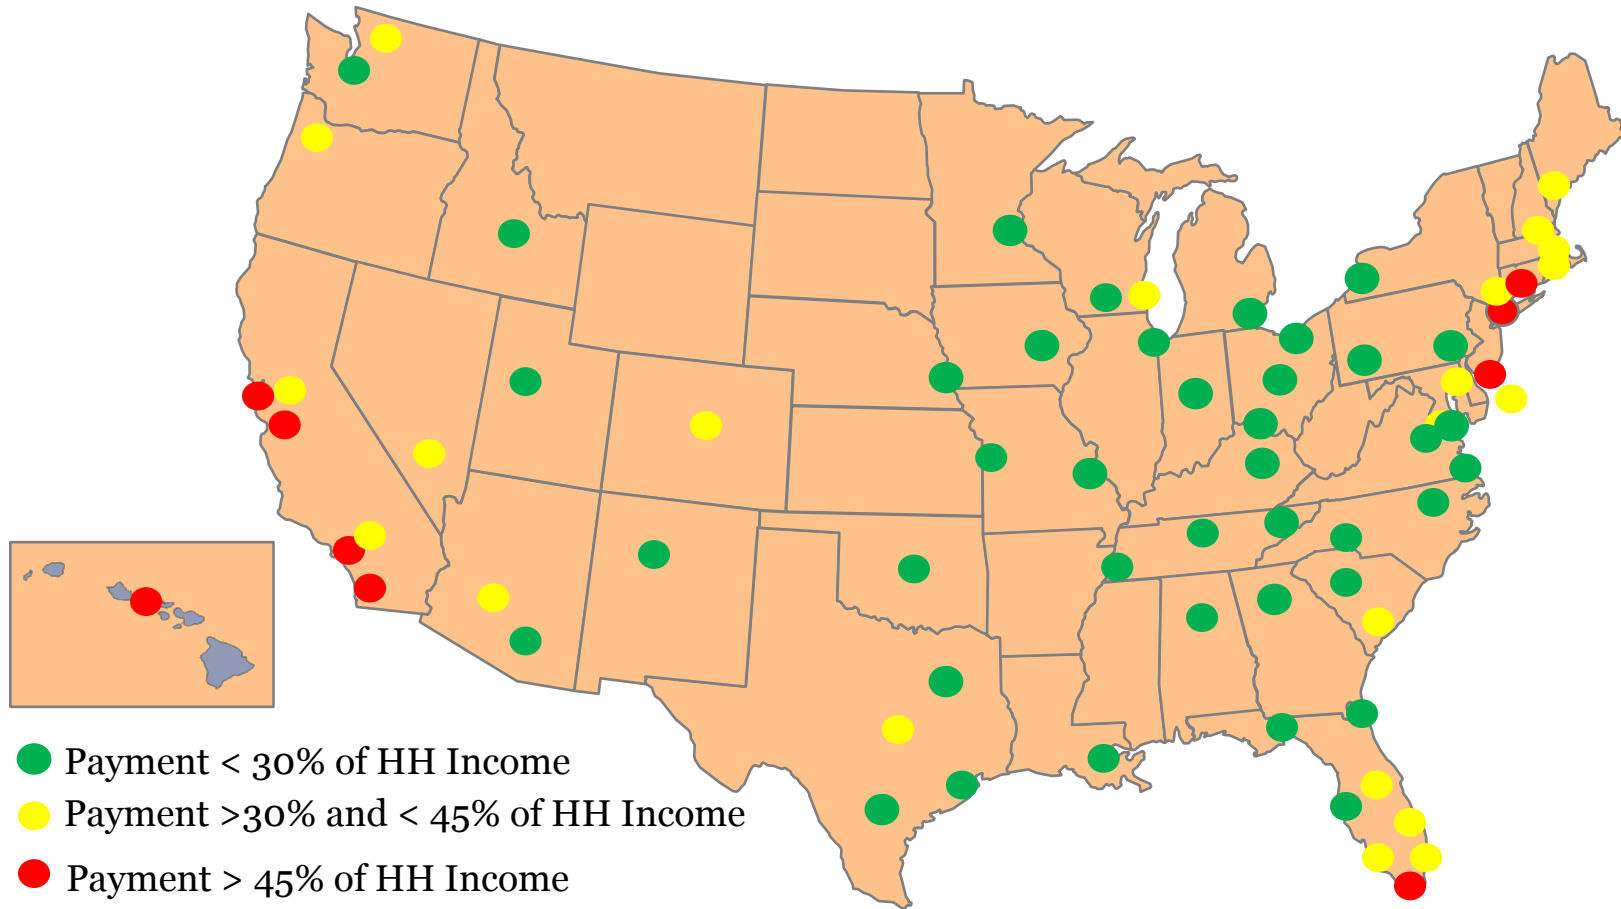 Payment < 30% of HH Income
Payment >30% and < 45% of HH Income
Payment > 45% of HH Income